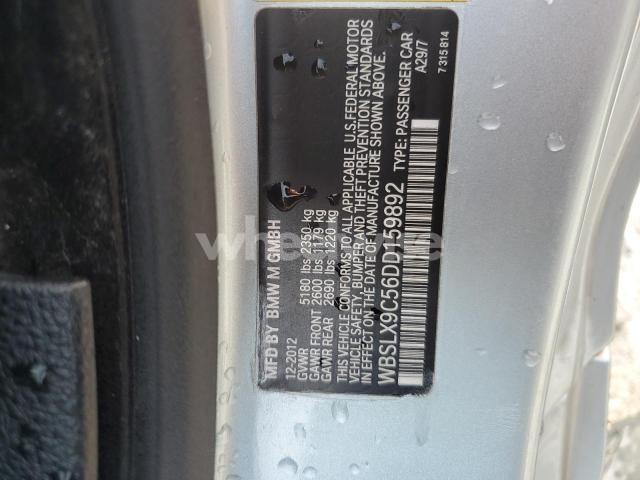 MFD BY BMW M GMBH
12-2012
GVWR 5180 lbs 2350 kg
GAWR FRONT 2600 lbs 1179 kg
GAWR REAR 2690 lbs 1220 kg
THIS VEHICLE CONFORMS TO ALL APPLICABLE U.S. FEDERAL MOTOR
VEHICLE SAFETY, BUMPER AND THEFT PREVENTION STANDARDS
IN EFFECT ON THE DATE OF MANUFACTURE SHOWN ABOVE.
WBSLX9C56DD159892 TYPE: PASSENGER CAR
A29/7
7 315 814